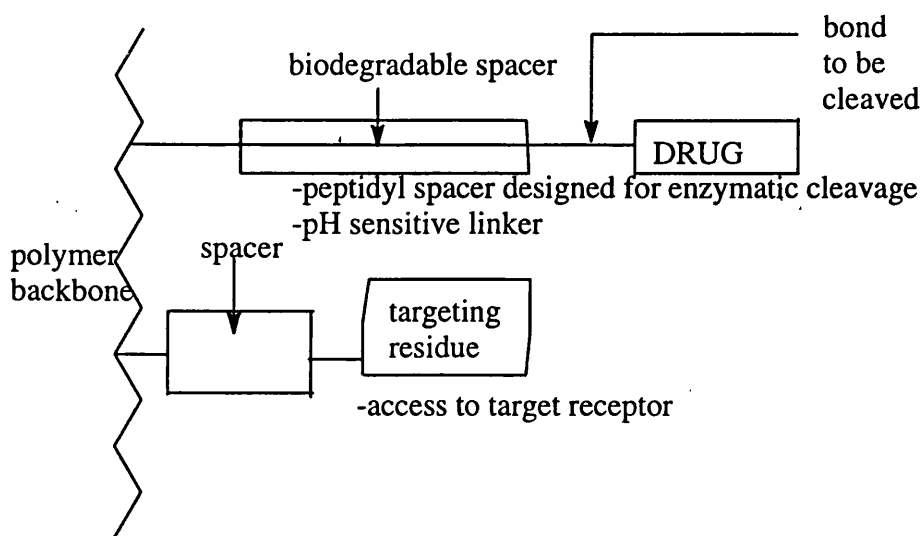 bond
to be
cleaved
biodegradable spacer
DRUG
-peptidyl spacer designed for enzymatic cleavage
-pH sensitive linker
polymer
backbone
spacer
targeting
residue
-access to target receptor